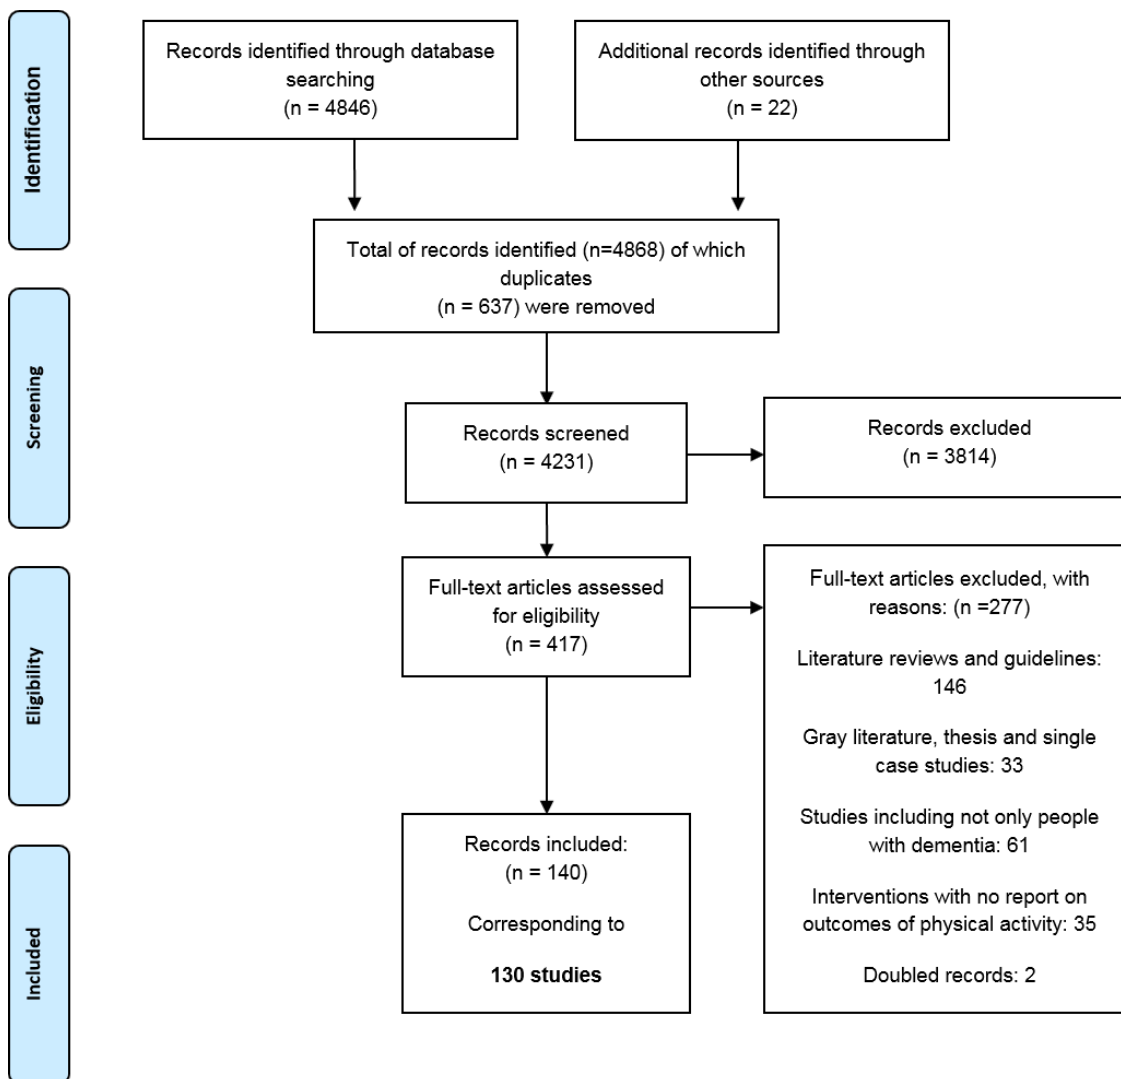 Identification
Records identified through database
searching
(n = 4846)
Additional records identified through
other sources
(n = 22)
Total of records identified (n=4868) of which
duplicates
(n = 637) were removed
Screening
Records screened
(n = 4231)
Records excluded
(n = 3814)
Eligibility
Full-text articles assessed
for eligibility
(n = 417)
Full-text articles excluded, with
reasons: (n =277)
Literature reviews and guidelines:
146
Gray literature, thesis and single
case studies: 33
Studies including not only people
with dementia: 61
Interventions with no report on
outcomes of physical activity: 35
Doubled records: 2
Included
Records included:
(n = 140)
Corresponding to
130 studies